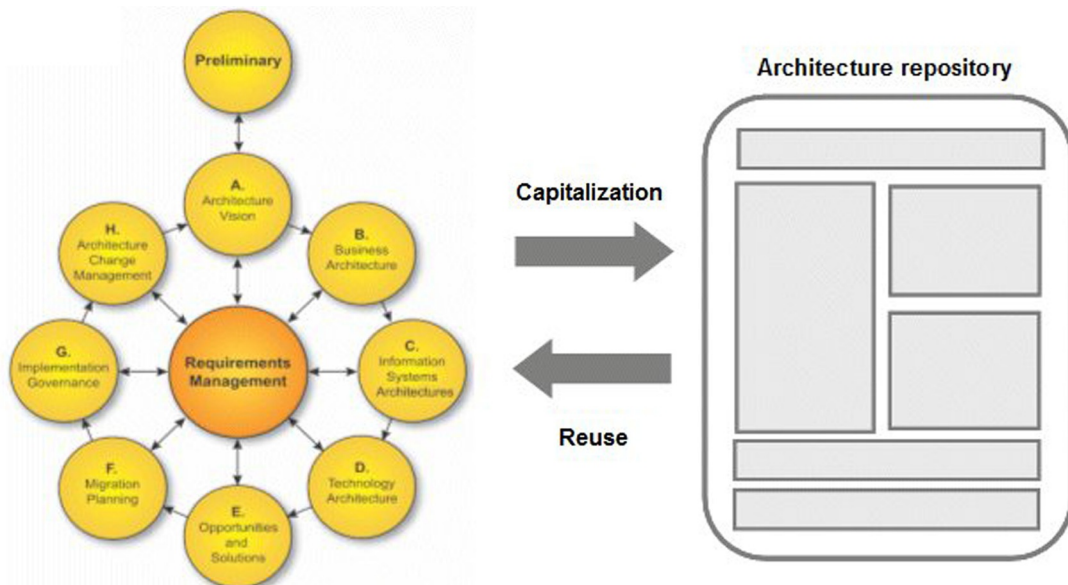 Preliminary
Architecture repository
A.
Architecture
Vision
Capitalization
H.
Architecture
Change
Management
B.
Business
Architecture
G.
Implementation
Governance
Requirements
Management
C.
Information
Systems
Architectures
Reuse
F.
Migration
Planning
D.
Technology
Architecture
E.
Opportunities
and
Solutions